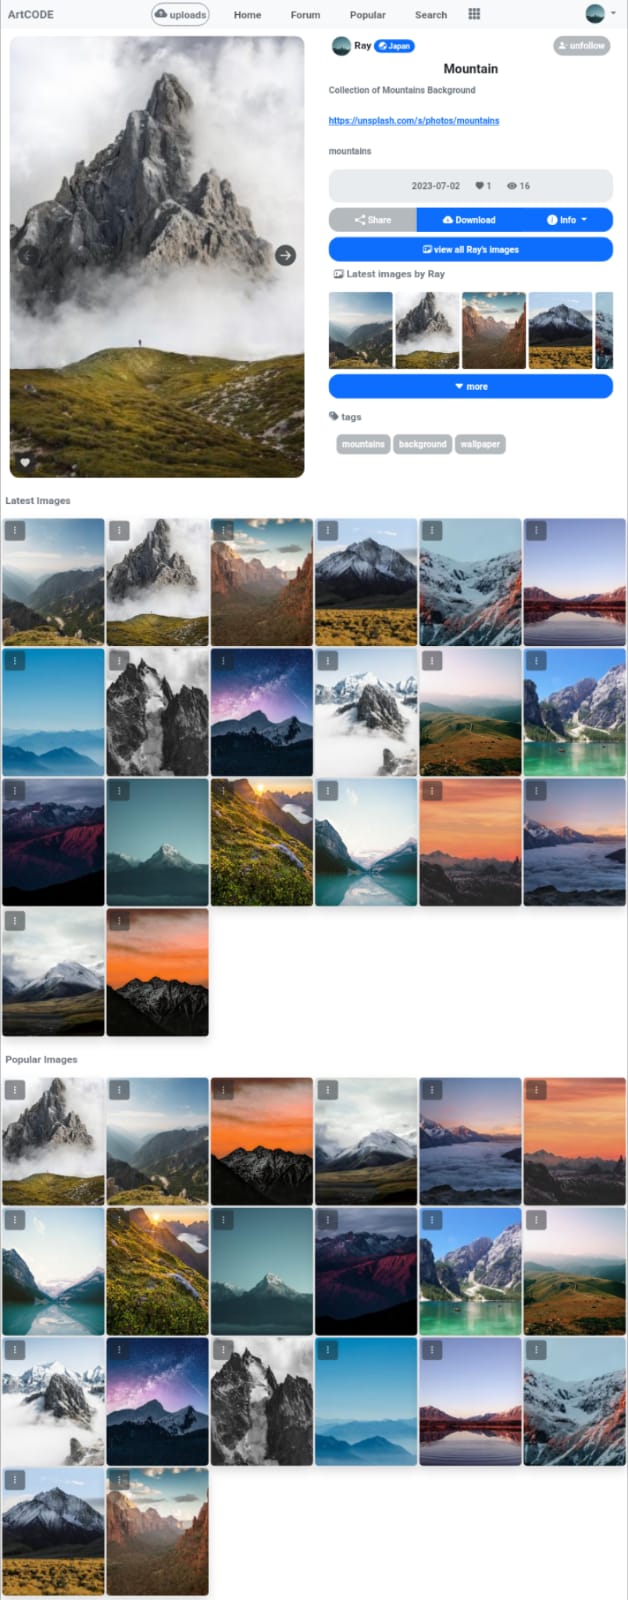 ArtCODE uploads Home Forum Popular Search
Ray Japan unfollow
Mountain
Collection of Mountains Background
https://unsplash.com/s/photos/mountains
mountains
2023-07-02 1 16
Share Download Info
view all Ray's images
Latest images by Ray
more
tags
mountains background wallpaper
Latest Images
Popular Images